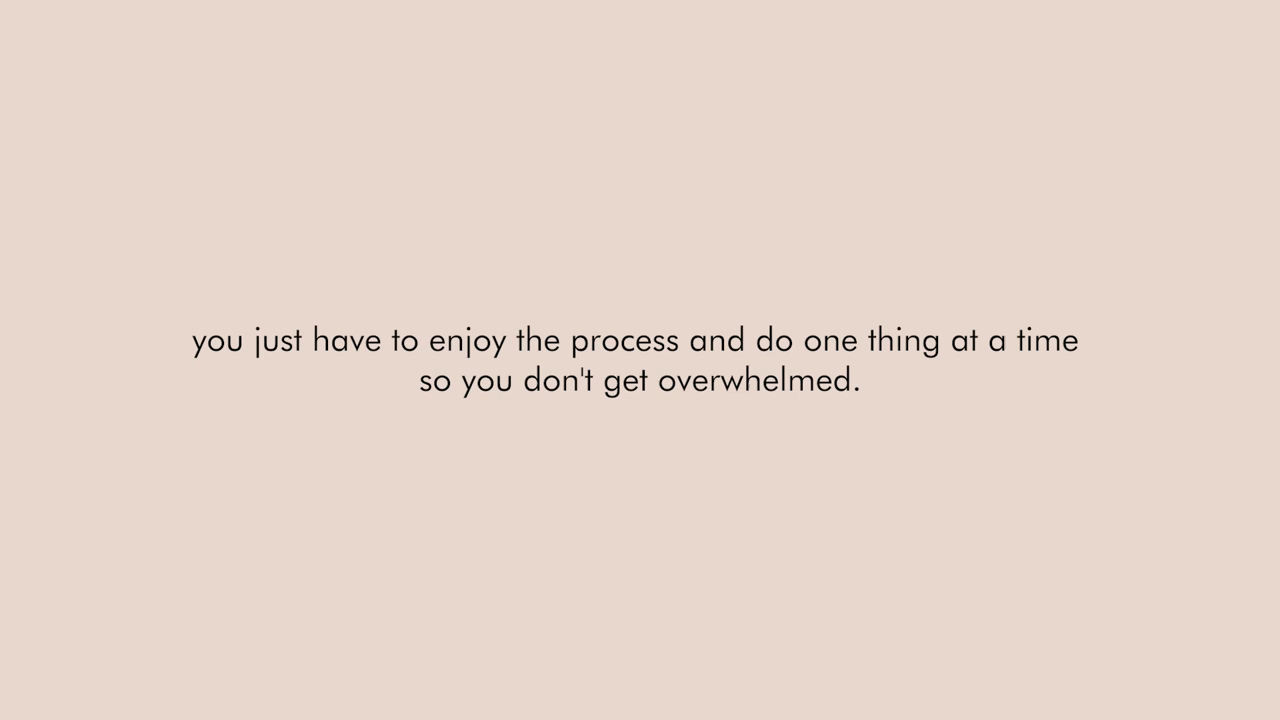 you just have to enjoy the process and do one thing at a time
so you don't get overwhelmed.